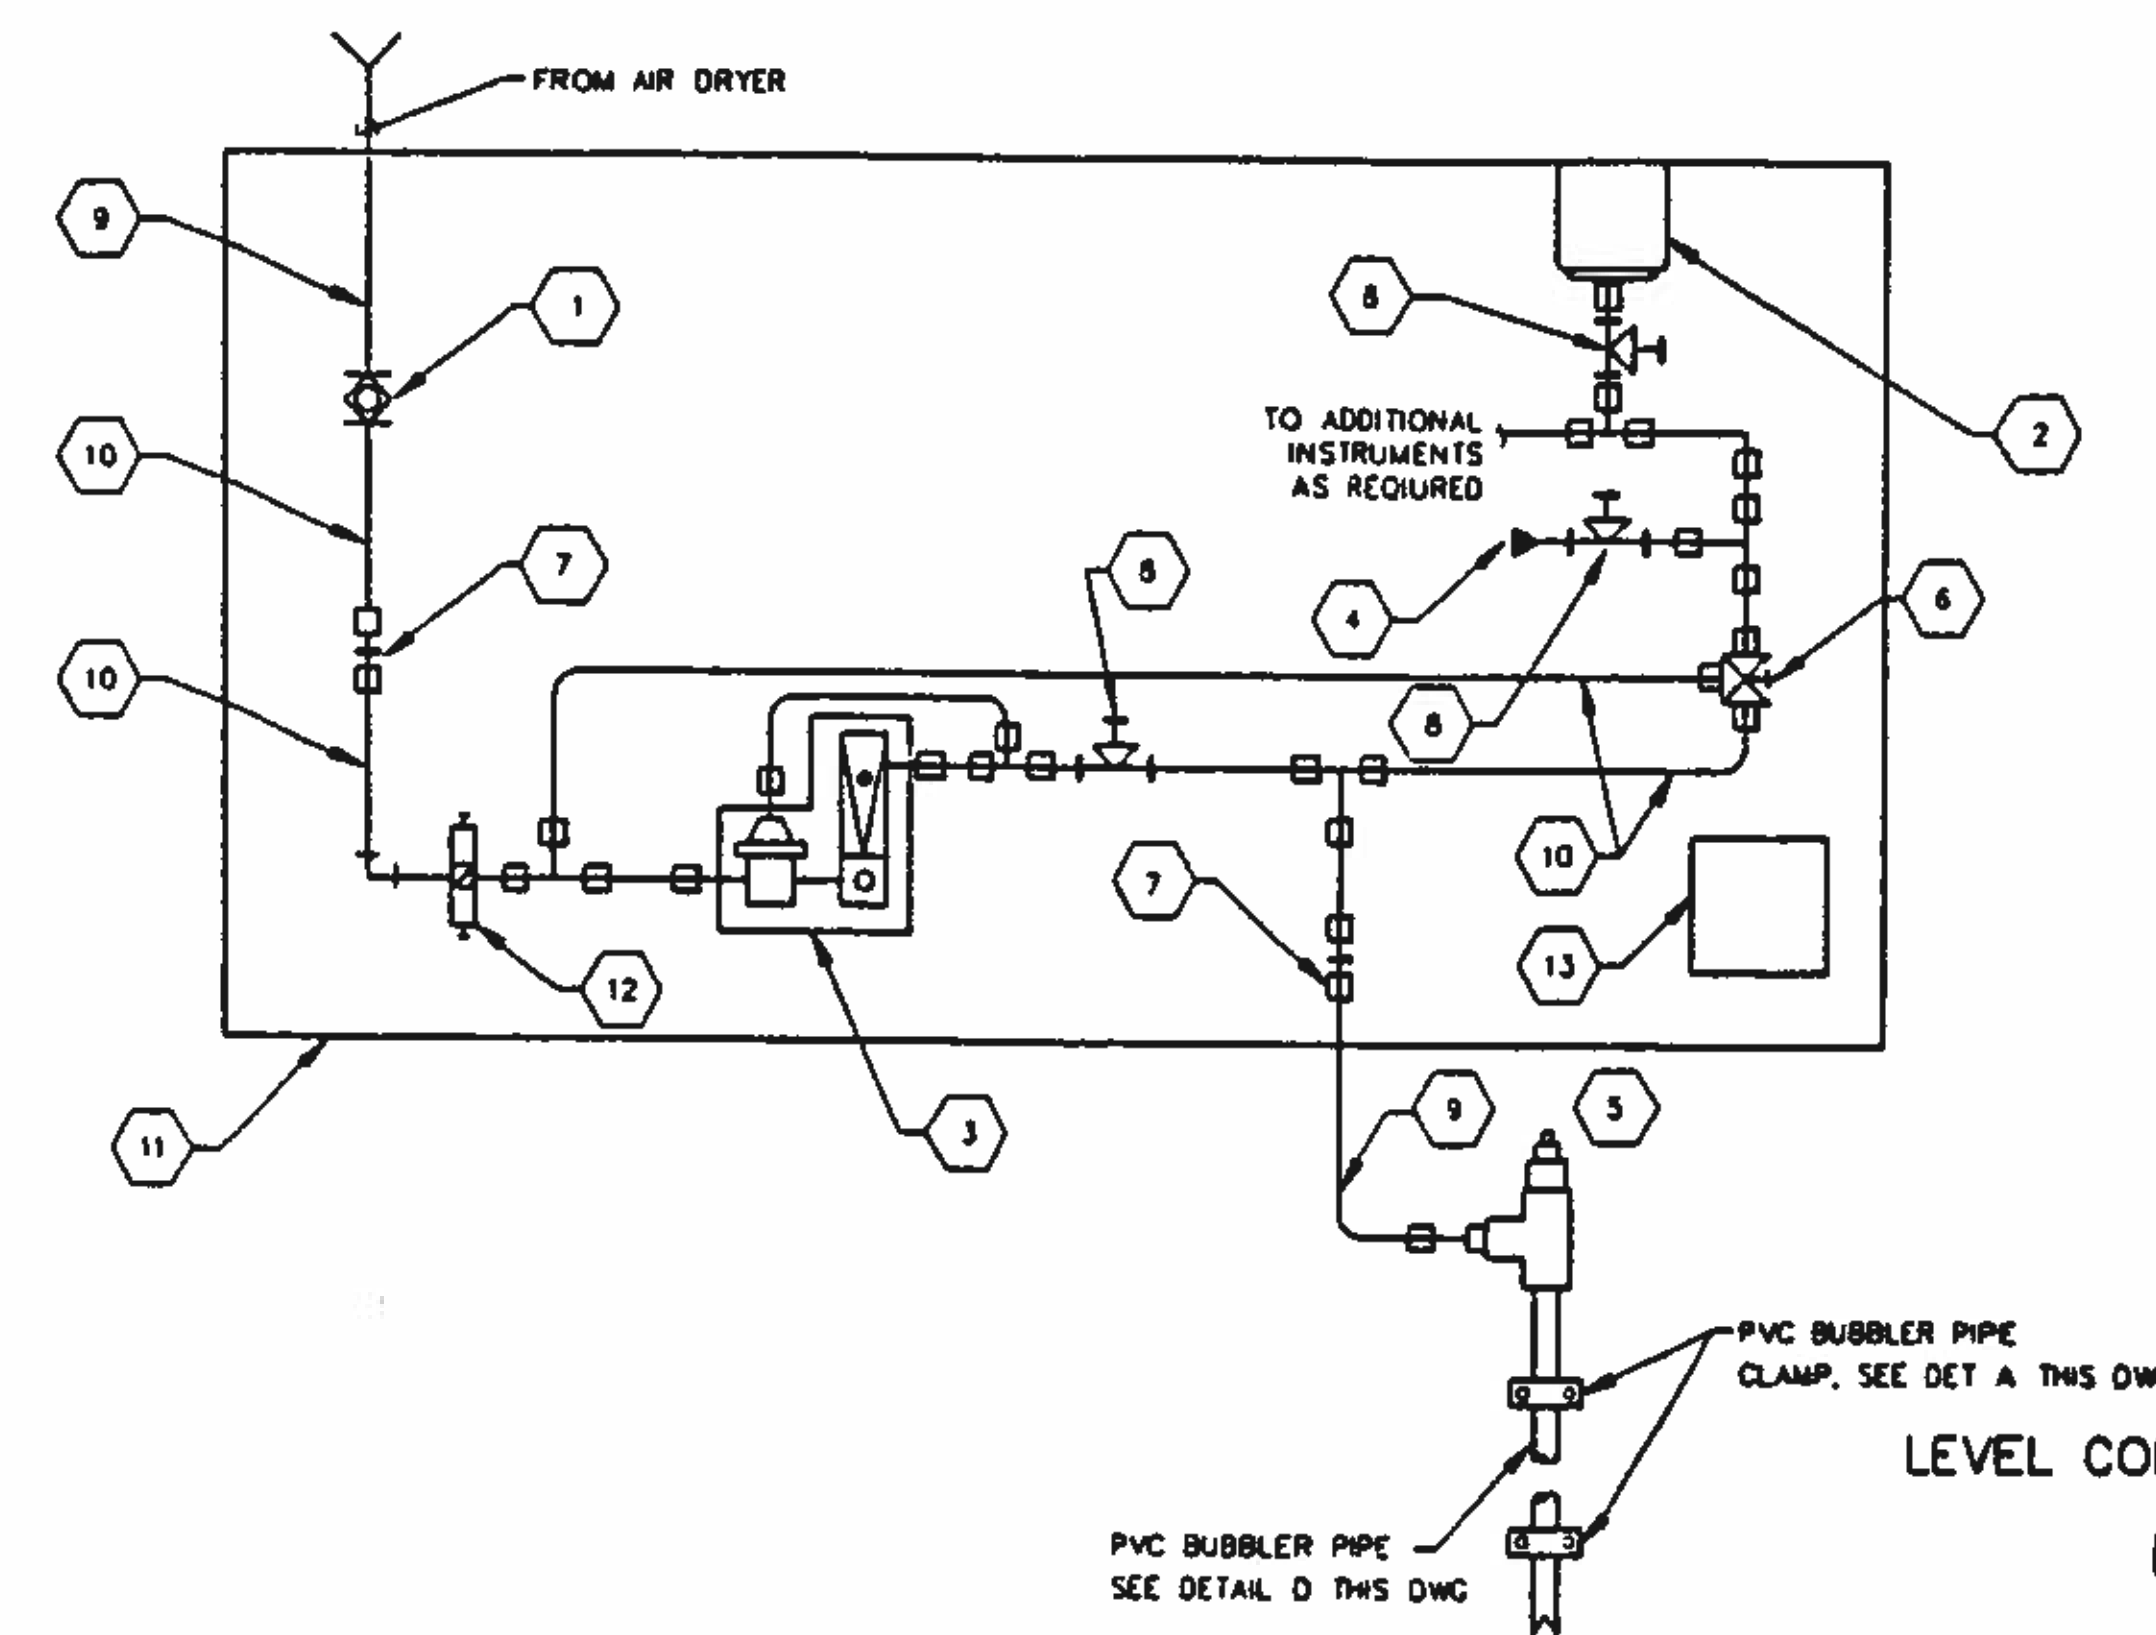 FROM AIR DRYER
9
1
8
10
2
TO ADDITIONAL
INSTRUMENTS
AS REQIURED
7
8
4
6
10
8
10
7
13
12
11
3
9
5
PVC BUBBLER PIPE
CLAMP. SEE DET A THIS DW
LEVEL CO
PVC BUBBLER PIPE
SEE DETAIL D THIS DWG